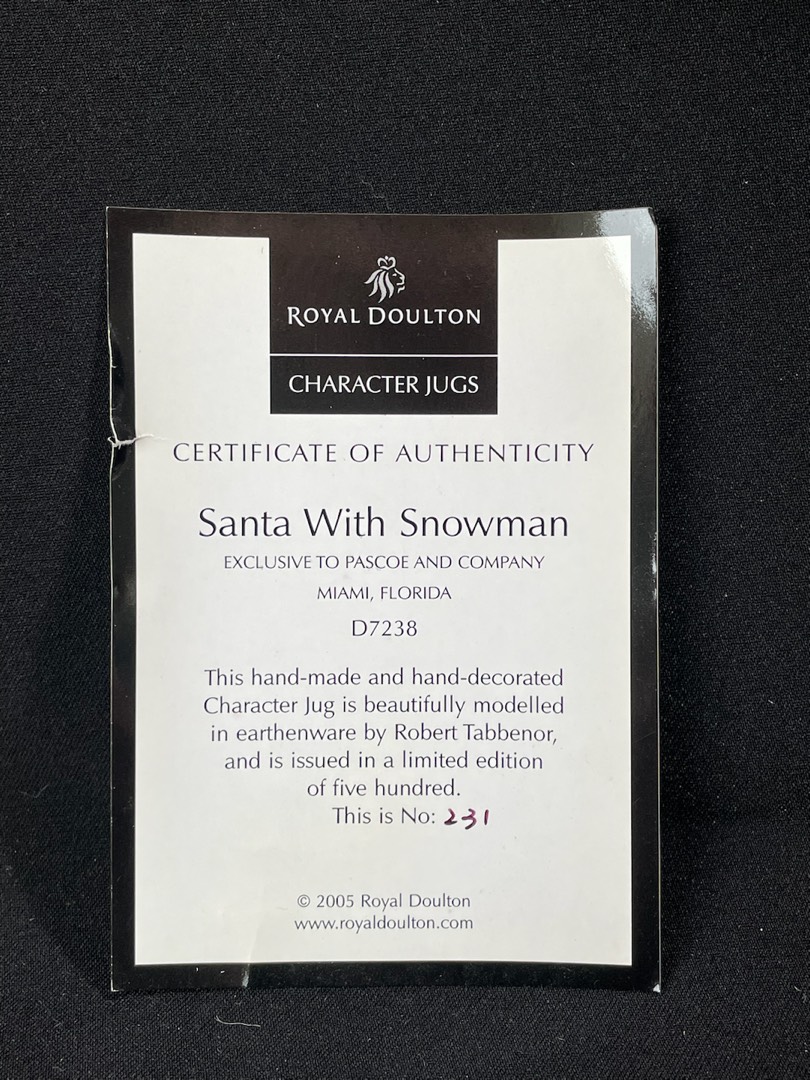 ROYAL DOULTON
CHARACTER JUGS
CERTIFICATE OF AUTHENTICITY
Santa With Snowman
EXCLUSIVE TO PASCOE AND COMPANY
MIAMI, FLORIDA
D7238
This hand-made and hand-decorated
Character Jug is beautifully modelled
in earthenware by Robert Tabbenor,
and is issued in a limited edition
of five hundred.
This is No: 231
© 2005 Royal Doulton
www.royaldoulton.com